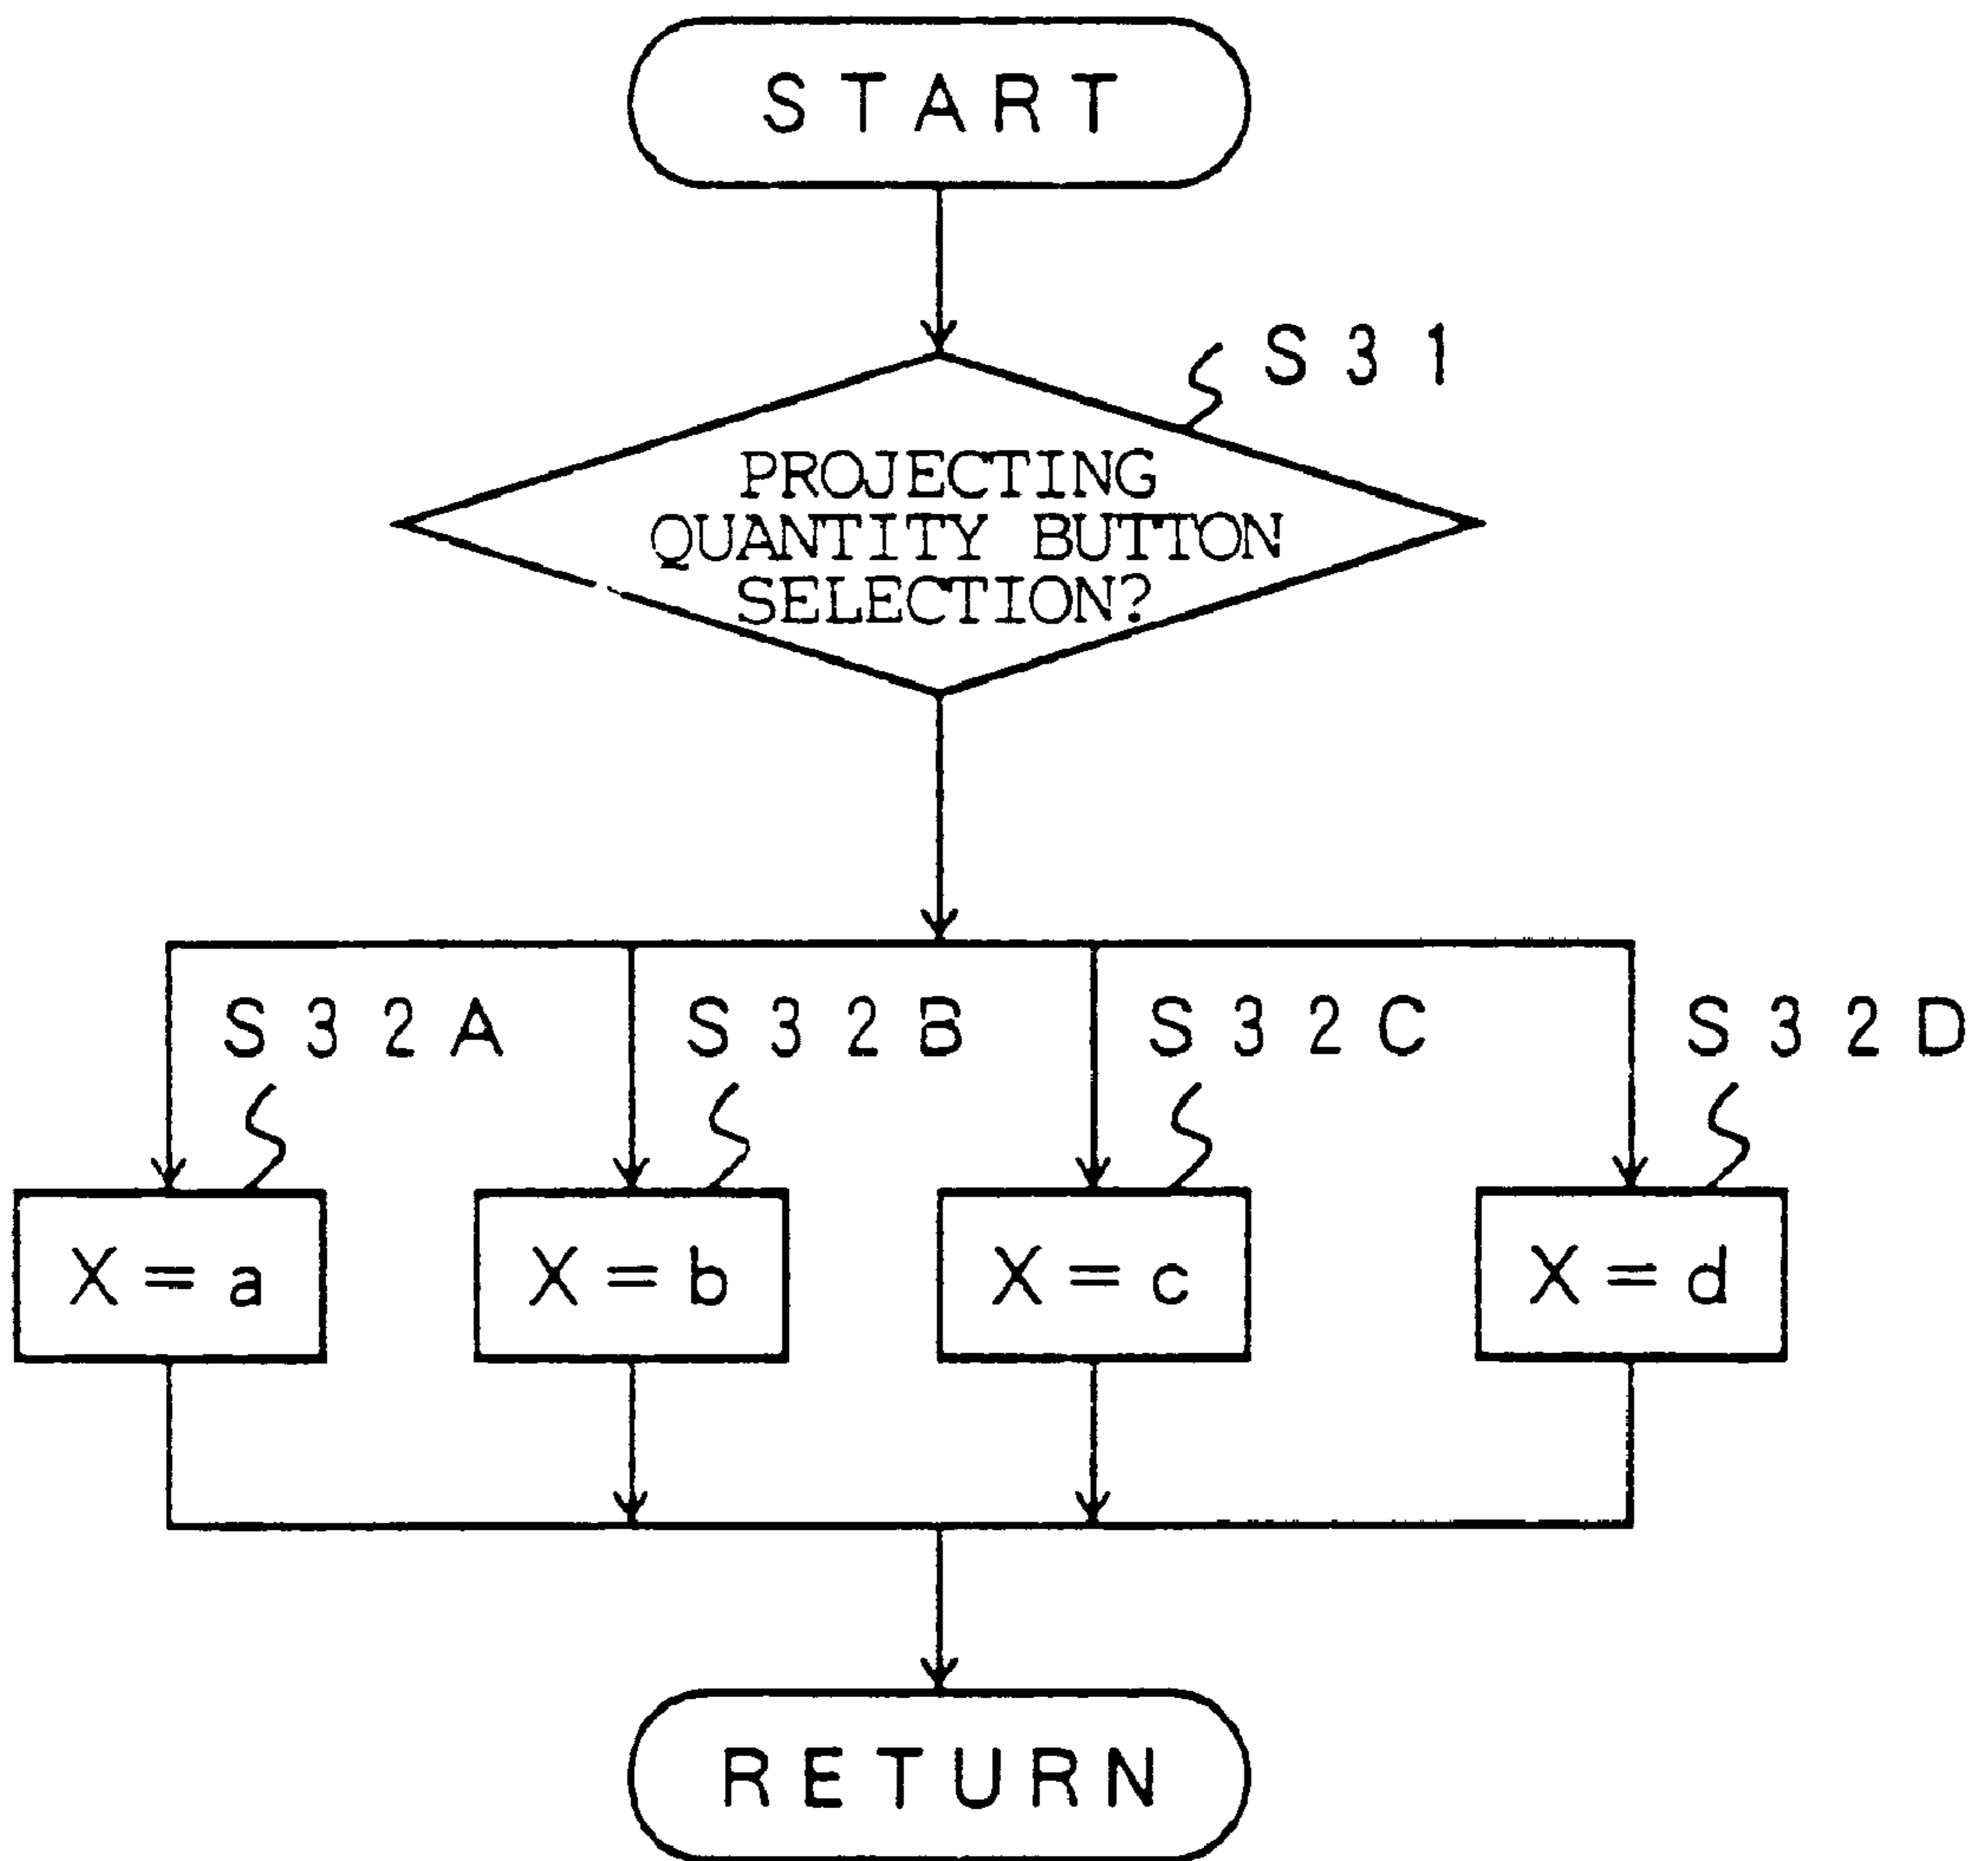 START
S31
PROJECTING
QUANTITY BUTTON
SELECTION?
S32A S32B S32C S32D
X=a X=b X=c X=d
RETURN